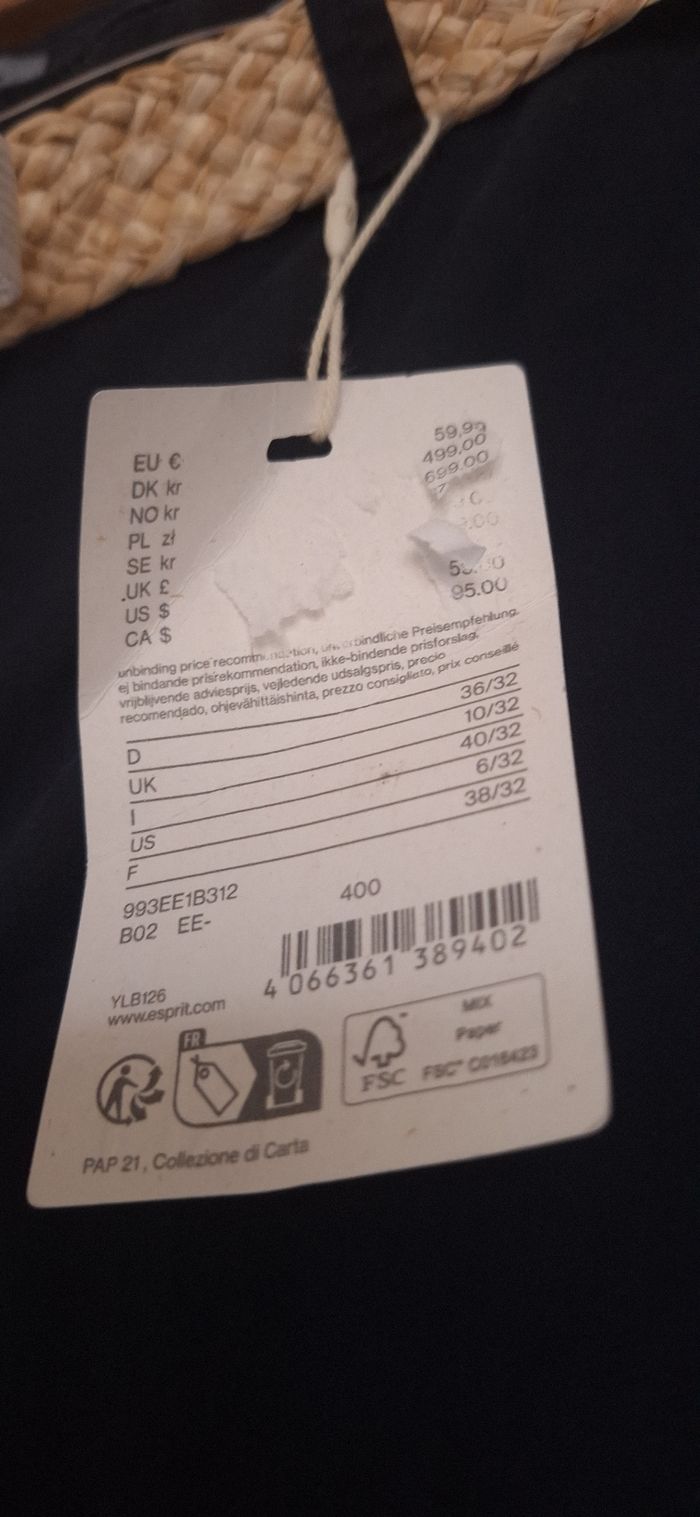 EU € 59.99
DK kr 499.00
NO kr 699.00
PL zł
SE kr
UK £
US $
CA $ 95.00
unbinding price recommendation, unverbindliche Preisempfehlung,
ej bindande prisrekommendation, ikke-bindende prisforslag,
vrijblijvende adviesprijs, vejledende udsalgspris, precio
recomendado, ohjevähittäishinta, prezzo consigliato, prix conseillé
D 36/32
UK 10/32
I 40/32
US 6/32
F 38/32
993EE1B312 400
B02 EE-
4 066361 389402
YLB126
www.esprit.com
FR
MIX
Paper
FSC FSC® C015423
PAP 21, Collezione di Carta